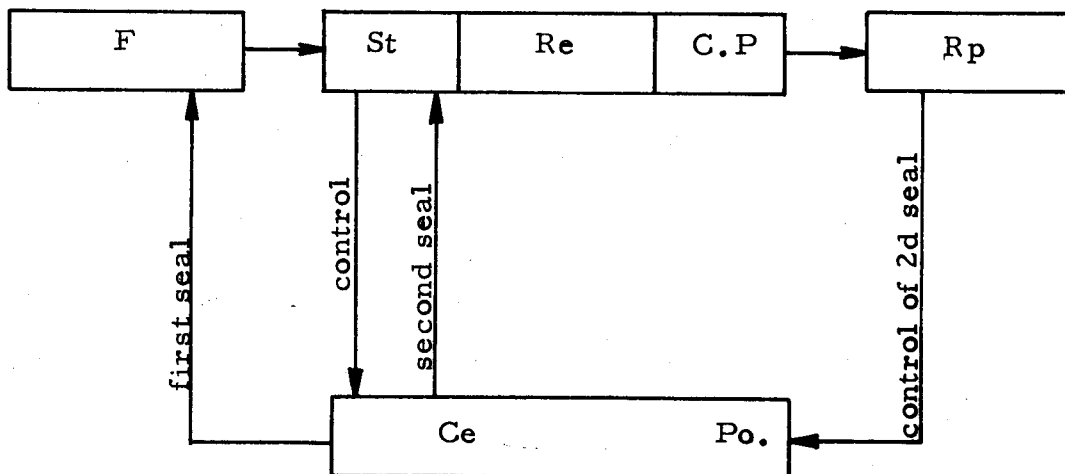 F
St Re C.P
Rp
first seal
control
second seal
control of 2d seal
Ce Po.